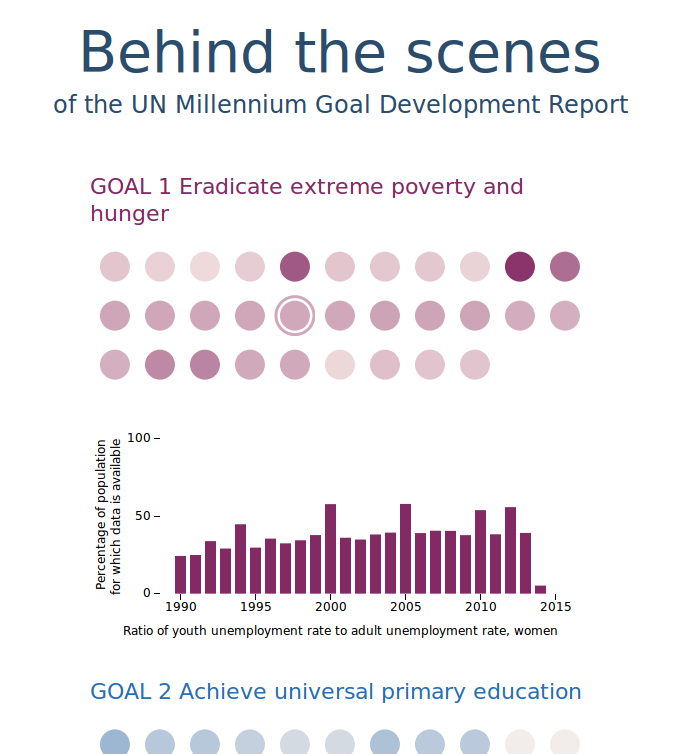 Behind the scenes
of the UN Millennium Goal Development Report
GOAL 1 Eradicate extreme poverty and
hunger
Percentage of population
for which data is available
100
50
0
1990 1995 2000 2005 2010 2015
Ratio of youth unemployment rate to adult unemployment rate, women
GOAL 2 Achieve universal primary education